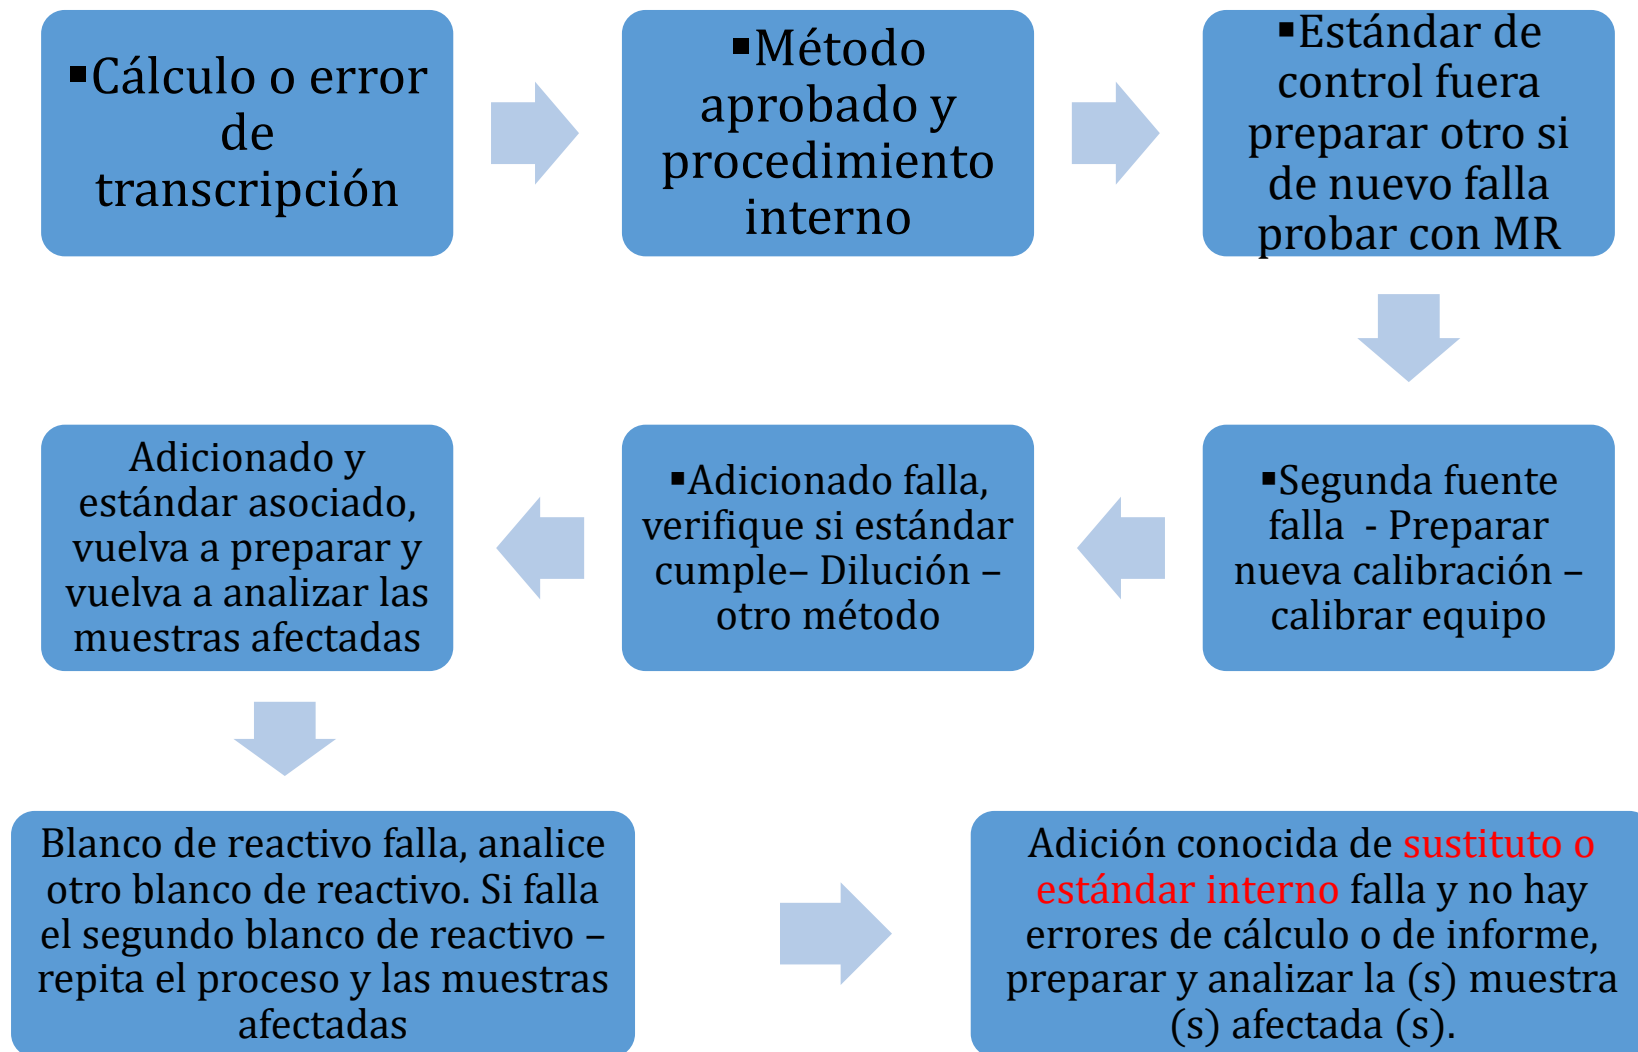 ▪Cálculo o error
de
transcripción
▪Método
aprobado y
procedimiento
interno
▪Estándar de
control fuera
preparar otro si
de nuevo falla
probar con MR
▪Segunda fuente
falla - Preparar
nueva calibración –
calibrar equipo
▪Adicionado falla,
verifique si estándar
cumple– Dilución –
otro método
Adicionado y
estándar asociado,
vuelva a preparar y
vuelva a analizar las
muestras afectadas
Blanco de reactivo falla, analice
otro blanco de reactivo. Si falla
el segundo blanco de reactivo –
repita el proceso y las muestras
afectadas
Adición conocida de sustituto o
estándar interno falla y no hay
errores de cálculo o de informe,
preparar y analizar la (s) muestra
(s) afectada (s).